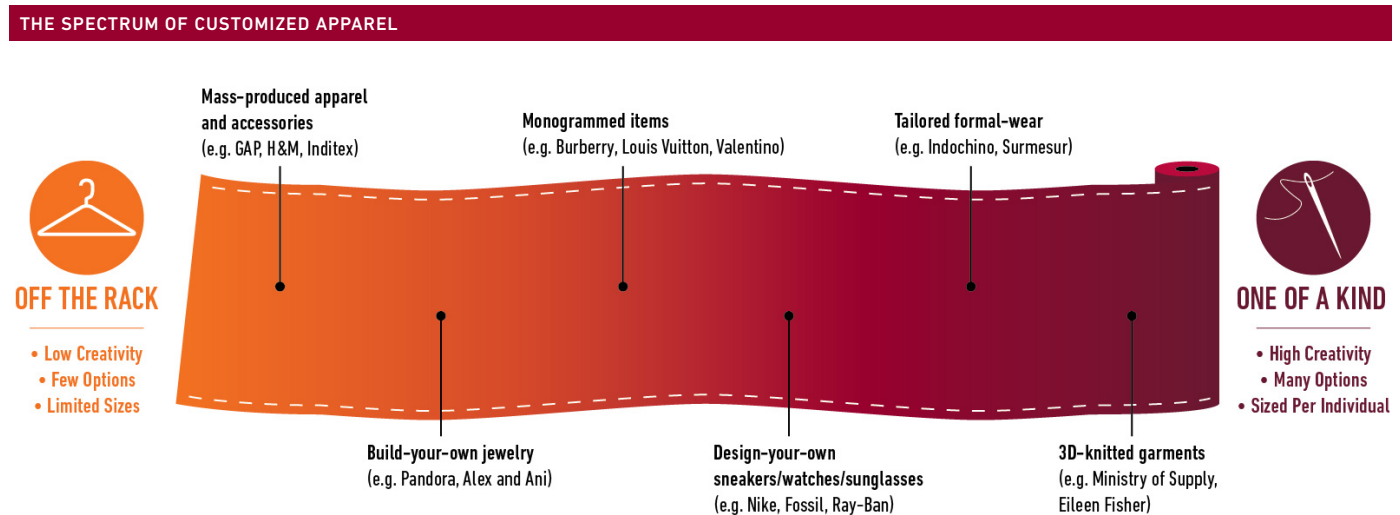 THE SPECTRUM OF CUSTOMIZED APPAREL
Mass-produced apparel
and accessories
(e.g. GAP, H&M, Inditex)
Monogrammed items
(e.g. Burberry, Louis Vuitton, Valentino)
Tailored formal-wear
(e.g. Indochino, Surmesur)
OFF THE RACK
• Low Creativity
• Few Options
• Limited Sizes
ONE OF A KIND
• High Creativity
• Many Options
• Sized Per Individual
Build-your-own jewelry
(e.g. Pandora, Alex and Ani)
Design-your-own
sneakers/watches/sunglasses
(e.g. Nike, Fossil, Ray-Ban)
3D-knitted garments
(e.g. Ministry of Supply,
Eileen Fisher)